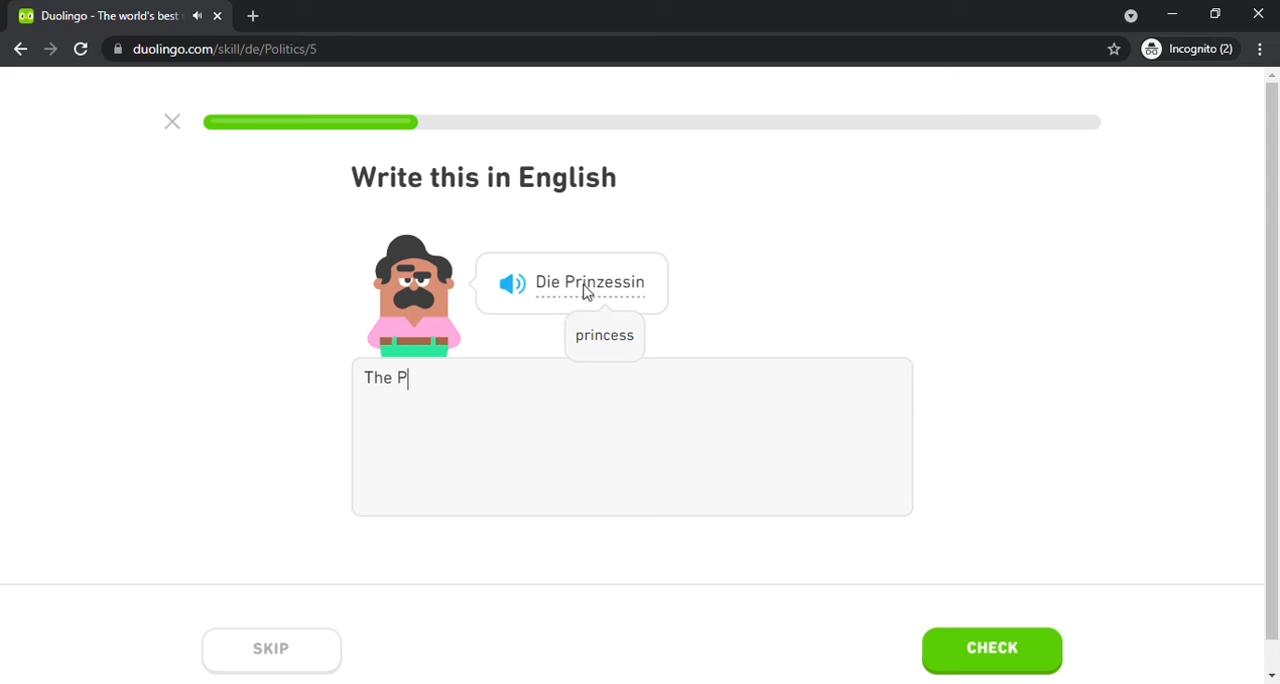 Duolingo - The world's best
duolingo.com/skill/de/Politics/5
Incognito (2)
Write this in English
Die Prinzessin
princess
The P
SKIP
CHECK